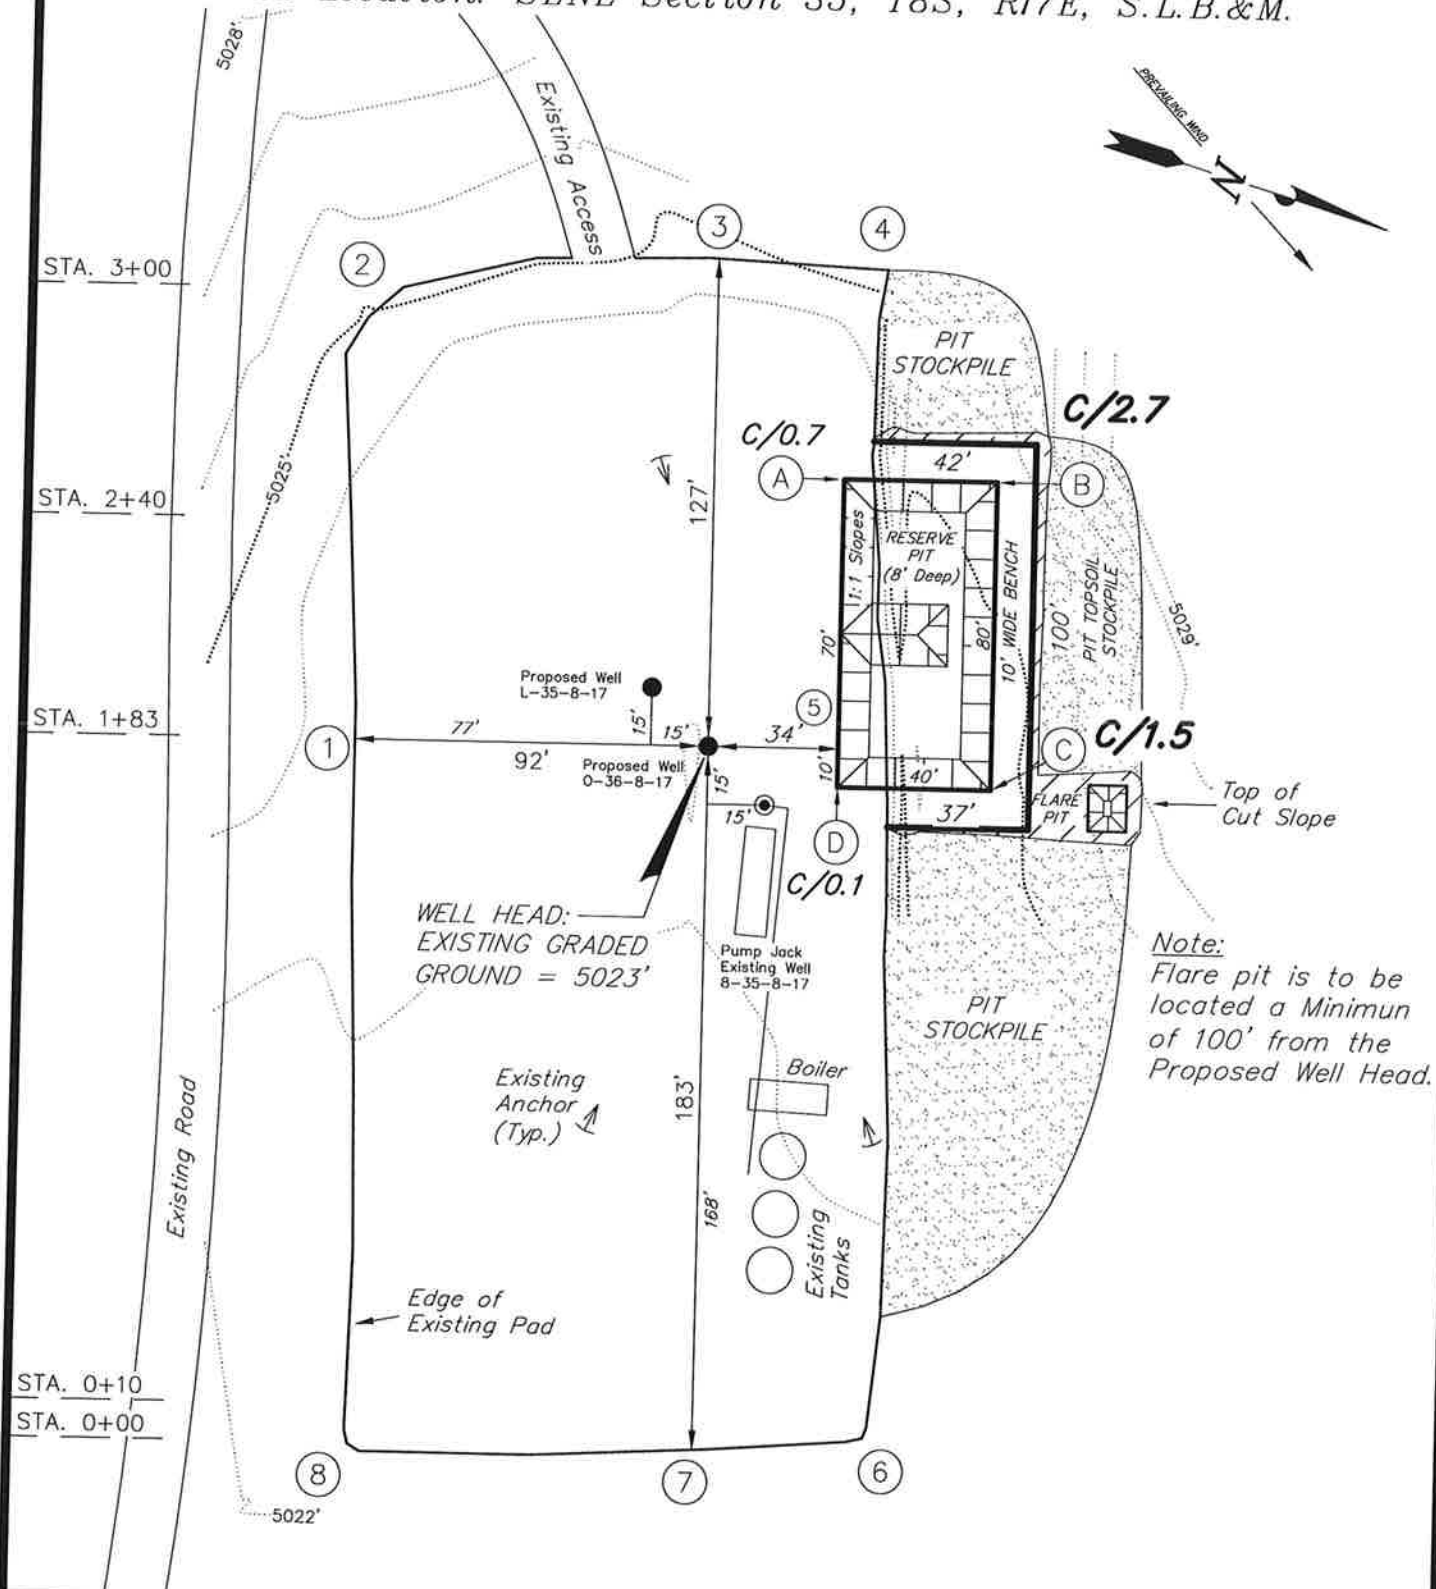 Section 35, T8S, R17E, S.L.B.&M.
5028'
Existing Access
PREVAILING WIND
N
STA. 3+00
2
3
4
PIT
STOCKPILE
C/2.7
C/0.7
A
42'
B
STA. 2+40
5025'
127'
1:1 Slopes
RESERVE
PIT
(8' Deep)
10' WIDE BENCH
100'
PIT TOPSOIL
STOCKPILE
5029'
70'
80'
Proposed Well
L-35-8-17
15'
5
STA. 1+83
1
77'
15'
34'
C
C/1.5
92'
Proposed Well
O-36-8-17
15'
10'
40'
15'
37'
FLARE
PIT
Top of
Cut Slope
D
C/0.1
WELL HEAD:
EXISTING GRADED
GROUND = 5023'
Pump Jack
Existing Well
8-35-8-17
Note:
Flare pit is to be
located a Minimun
of 100' from the
Proposed Well Head.
PIT
STOCKPILE
Existing
Anchor
(Typ.)
183'
Boiler
Existing Road
168'
Existing
Tanks
Edge of
Existing Pad
STA. 0+10
STA. 0+00
8
7
6
5022'